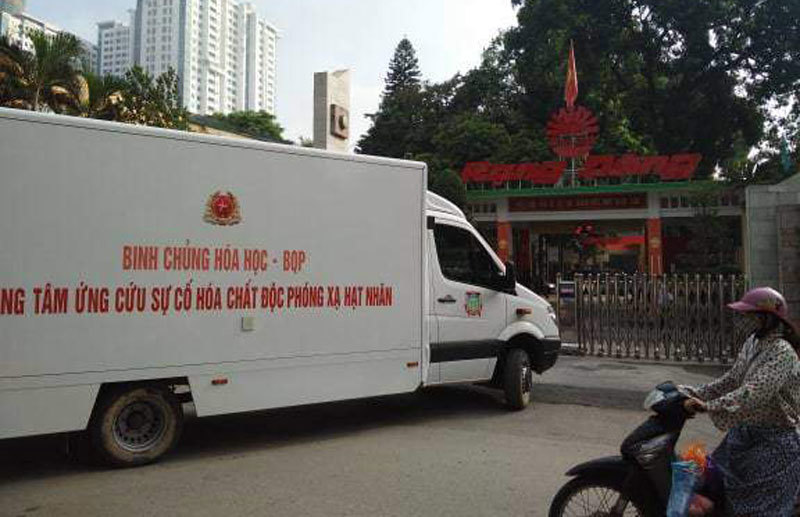 BINH CHỦNG HÓA HỌC - BQP
NG TÂM ỨNG CỨU SỰ CỐ HÓA CHẤT ĐỘC PHÓNG XẠ HẠT NHÂN
Rạng Đông